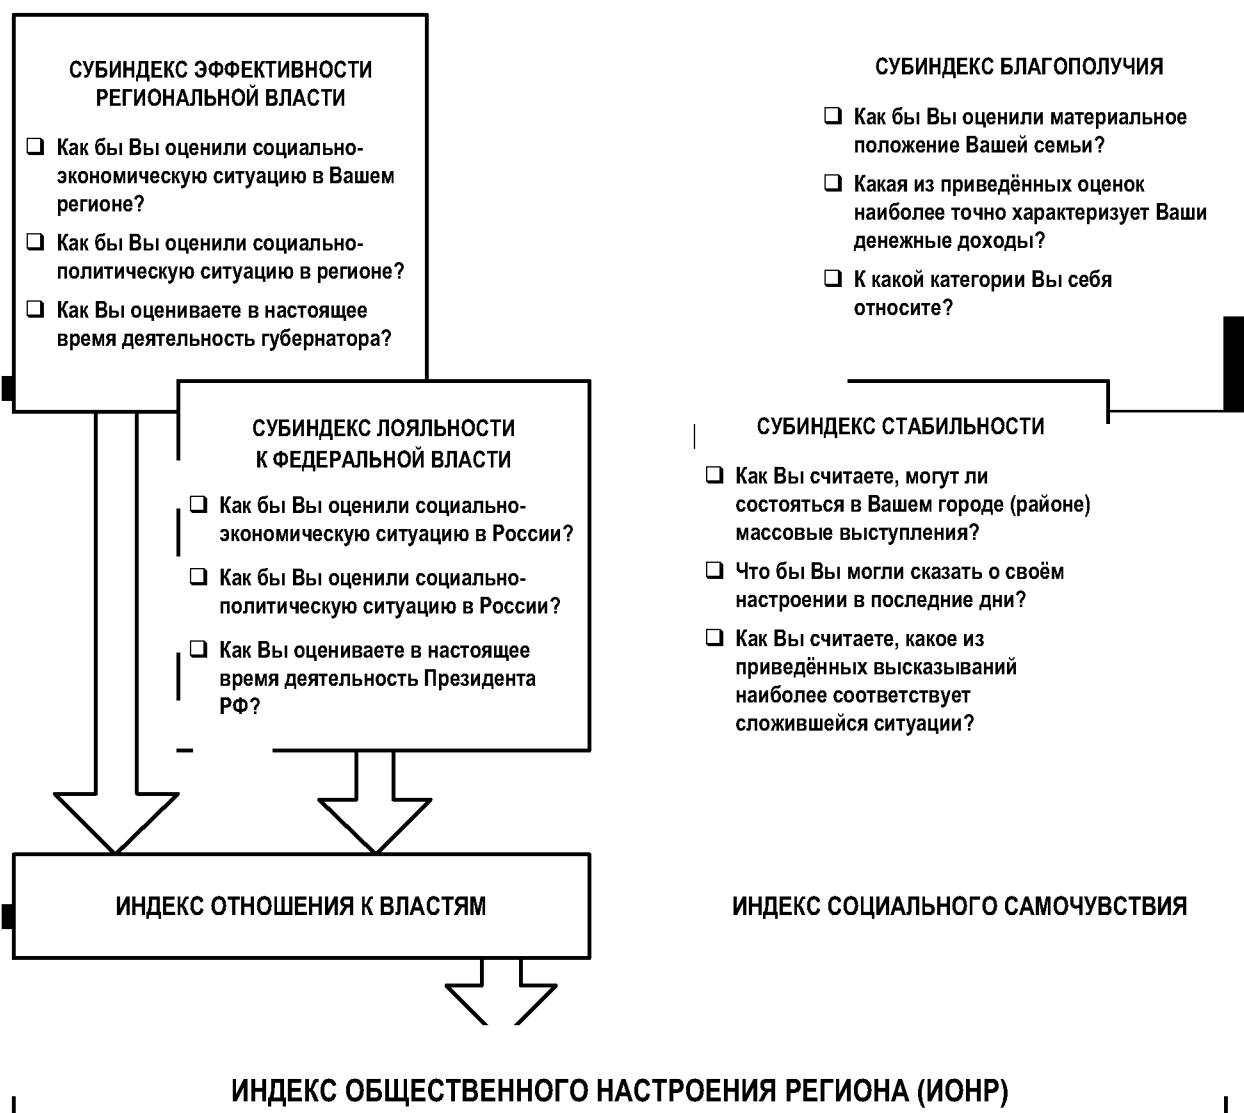 СУБИНДЕКС ЭФФЕКТИВНОСТИ
РЕГИОНАЛЬНОЙ ВЛАСТИ
❑ Как бы Вы оценили социально-
экономическую ситуацию в Вашем
регионе?
❑ Как бы Вы оценили социально-
политическую ситуацию в регионе?
❑ Как Вы оцениваете в настоящее
время деятельность губернатора?
СУБИНДЕКС БЛАГОПОЛУЧИЯ
❑ Как бы Вы оценили материальное
положение Вашей семьи?
❑ Какая из приведённых оценок
наиболее точно характеризует Ваши
денежные доходы?
❑ К какой категории Вы себя
относите?
СУБИНДЕКС ЛОЯЛЬНОСТИ
К ФЕДЕРАЛЬНОЙ ВЛАСТИ
❑ Как бы Вы оценили социально-
экономическую ситуацию в России?
❑ Как бы Вы оценили социально-
политическую ситуацию в России?
❑ Как Вы оцениваете в настоящее
время деятельность Президента
РФ?
СУБИНДЕКС СТАБИЛЬНОСТИ
❑ Как Вы считаете, могут ли
состояться в Вашем городе (районе)
массовые выступления?
❑ Что бы Вы могли сказать о своём
настроении в последние дни?
❑ Как Вы считаете, какое из
приведённых высказываний
наиболее соответствует
сложившейся ситуации?
ИНДЕКС ОТНОШЕНИЯ К ВЛАСТЯМ
ИНДЕКС СОЦИАЛЬНОГО САМОЧУВСТВИЯ
ИНДЕКС ОБЩЕСТВЕННОГО НАСТРОЕНИЯ РЕГИОНА (ИОНР)